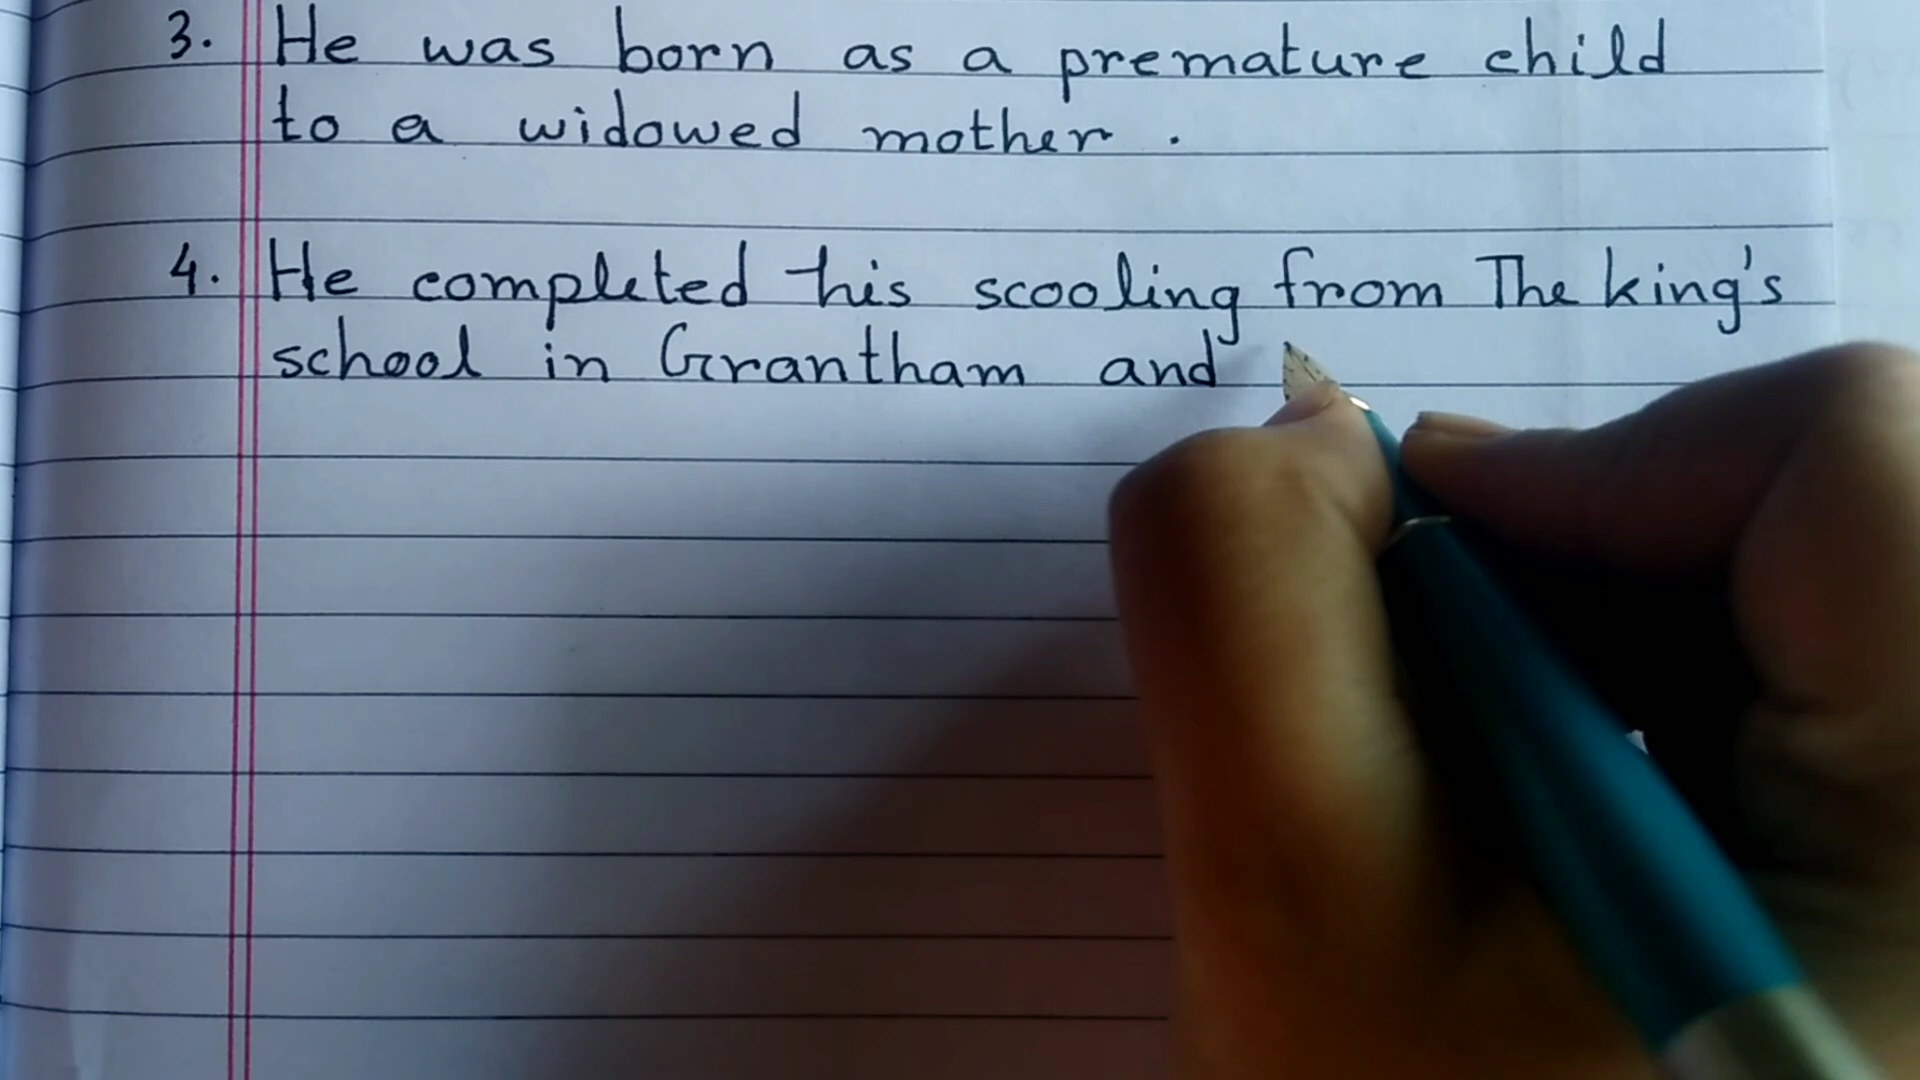 3. He was born as a premature child
to a widowed mother.
4. He completed his scooling from The king's
school in Grantham and